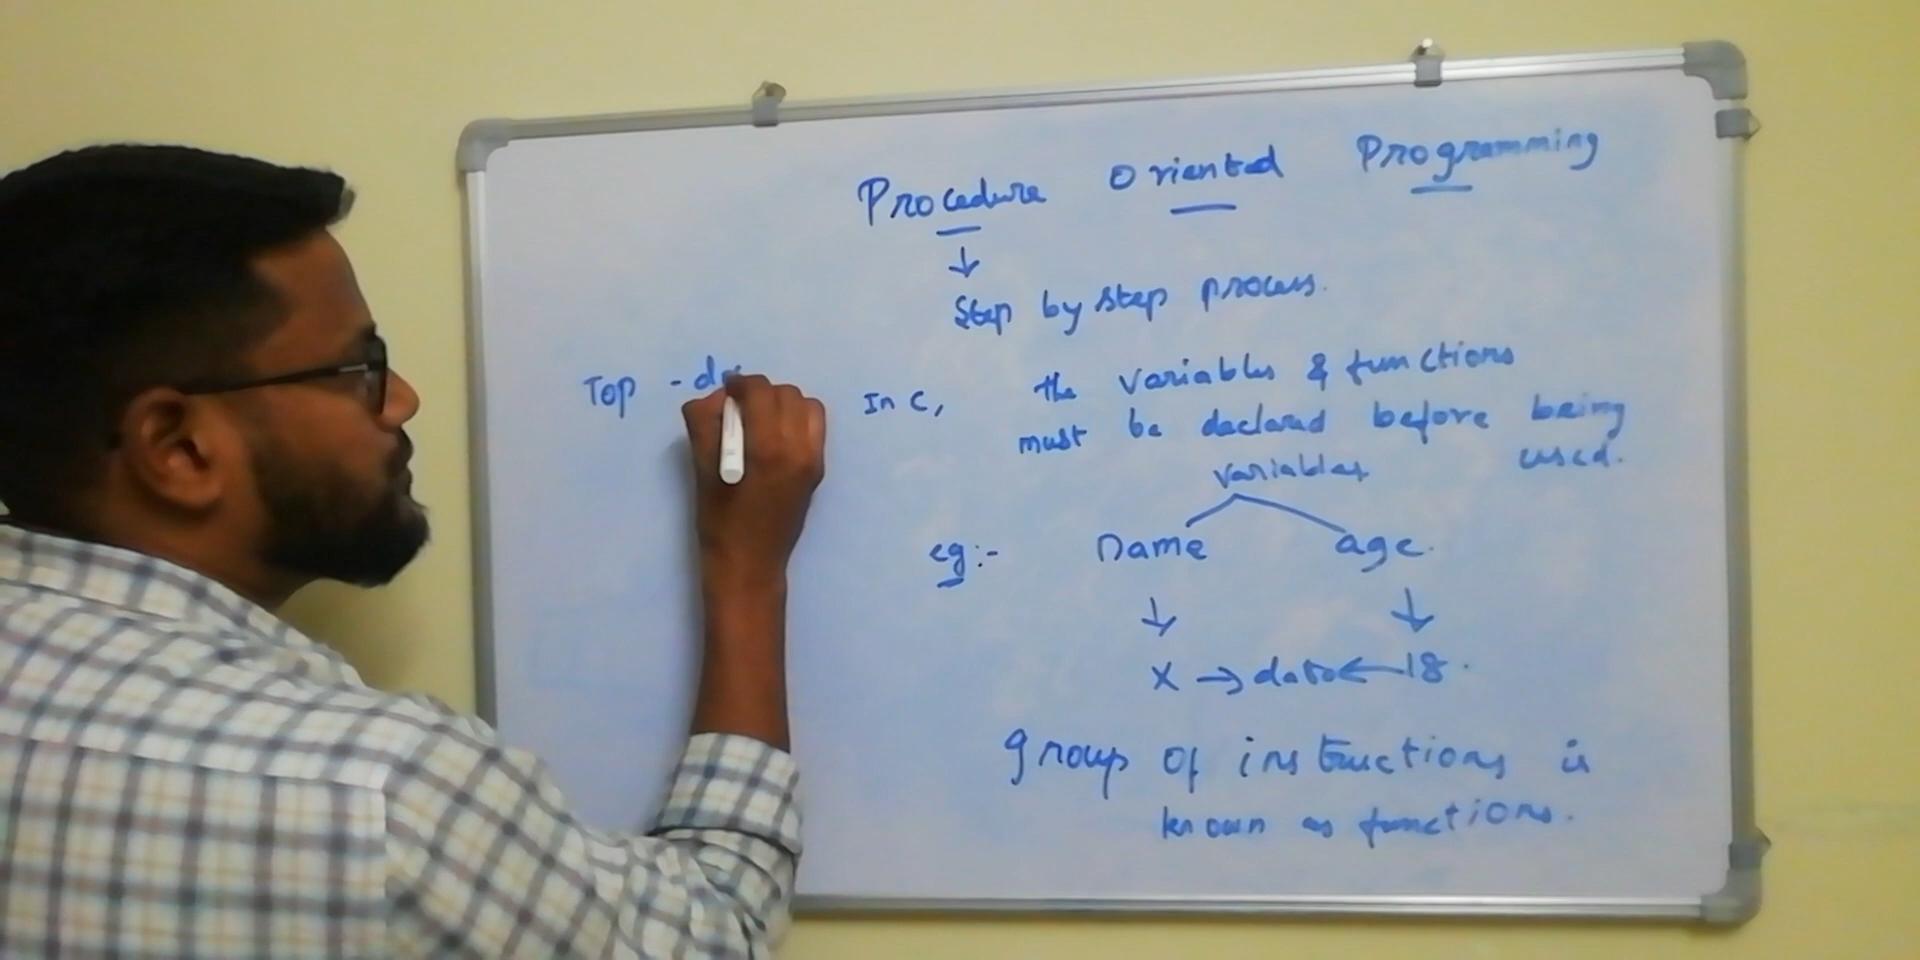 Procedure Oriented Programming
↓
Step by step process.
Top - do
In C, the variables & functions
must be declared before being
used.
variables
eg:- name age.
↓ ↓
X → data ← 18.
group of instructions is
known as functions.